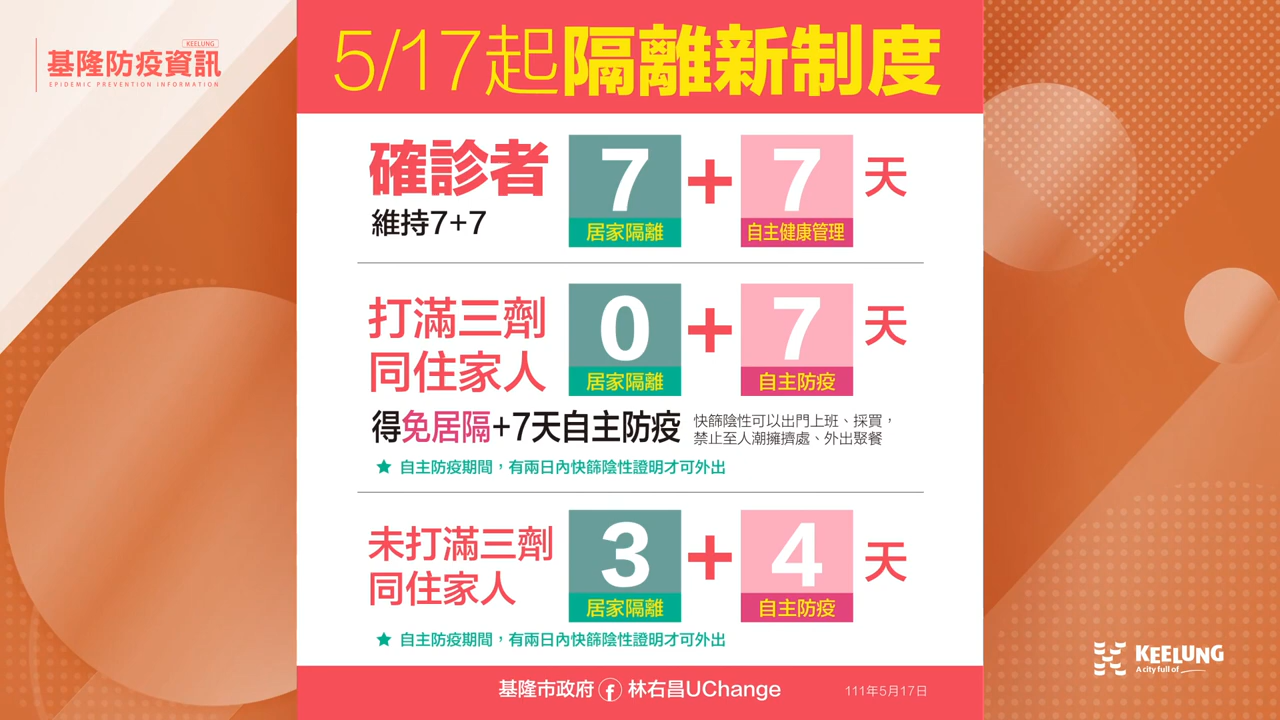 KEELUNG
基隆防疫資訊
EPIDEMIC PREVENTION INFORMATION
5/17起隔離新制度
確診者
維持7+7
7
居家隔離
+
7
自主健康管理
天
打滿三劑
同住家人
0
居家隔離
+
7
自主防疫
天
得免居隔+7天自主防疫
快篩陰性可以出門上班、採買，
禁止至人潮擁擠處、外出聚餐
★ 自主防疫期間，有兩日內快篩陰性證明才可外出
未打滿三劑
同住家人
3
居家隔離
+
4
自主防疫
天
★ 自主防疫期間，有兩日內快篩陰性證明才可外出
基隆市政府 f 林右昌UChange
111年5月17日
KEELUNG
A city full of